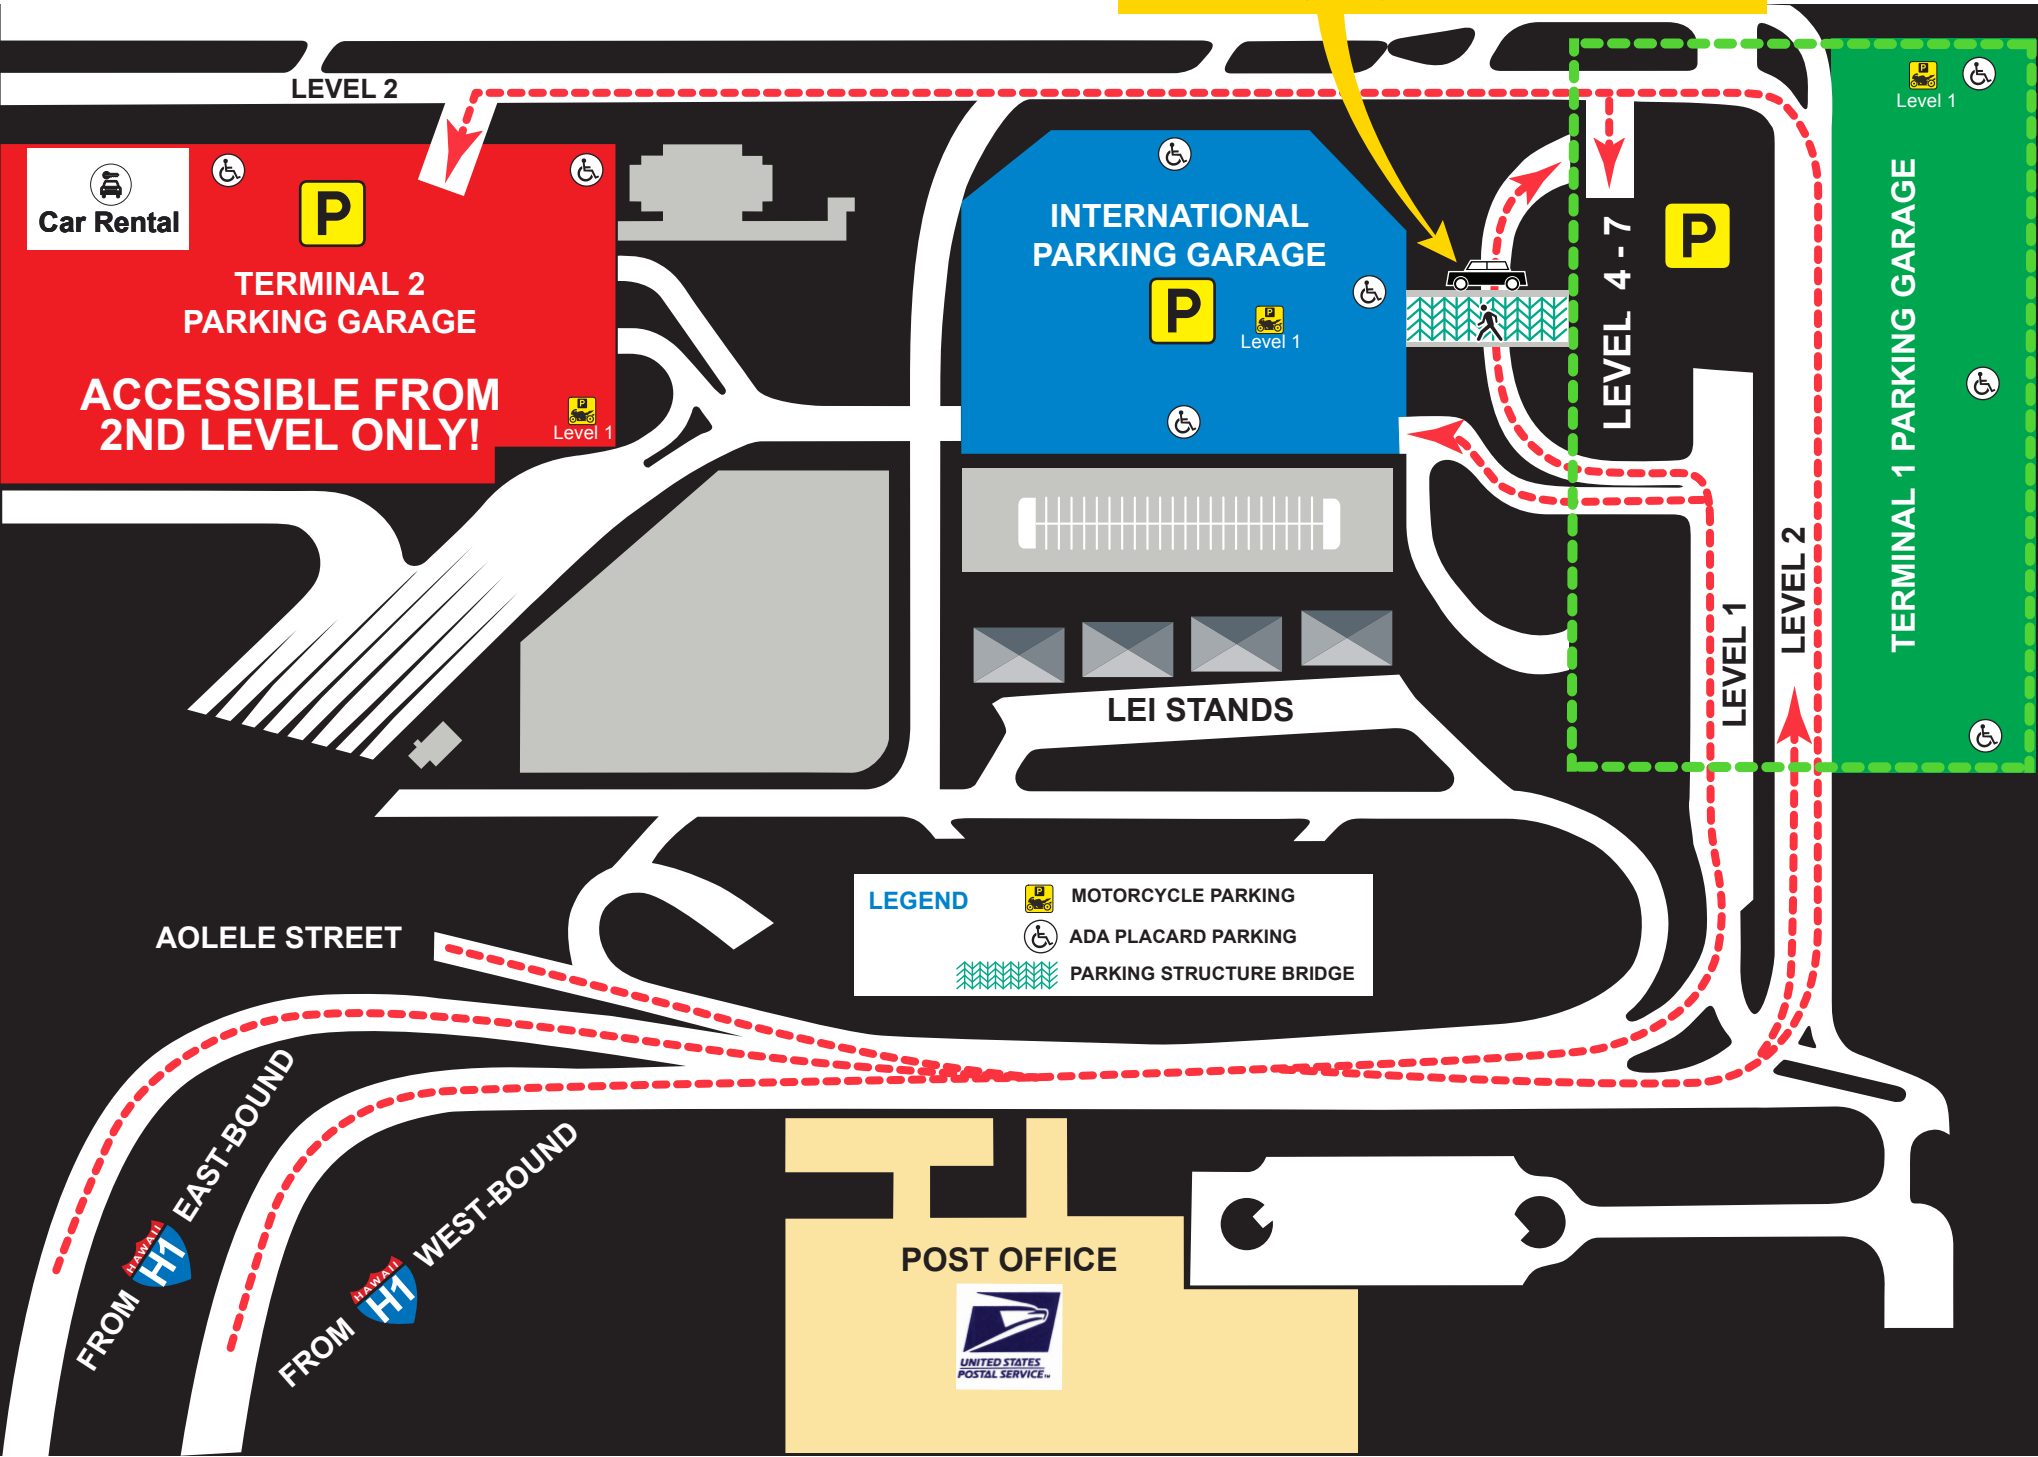 LEVEL 2
P
Level 1
Car Rental
P
TERMINAL 2
PARKING GARAGE
ACCESSIBLE FROM
2ND LEVEL ONLY!
P
Level 1
INTERNATIONAL
PARKING GARAGE
P
P
Level 1
LEVEL 4 - 7
P
TERMINAL 1 PARKING GARAGE
LEVEL 1
LEVEL 2
LEI STANDS
LEGEND
P
MOTORCYCLE PARKING
ADA PLACARD PARKING
PARKING STRUCTURE BRIDGE
AOLELE STREET
FROM HAWAII H1 EAST-BOUND
FROM HAWAII H1 WEST-BOUND
POST OFFICE
UNITED STATES
POSTAL SERVICE™